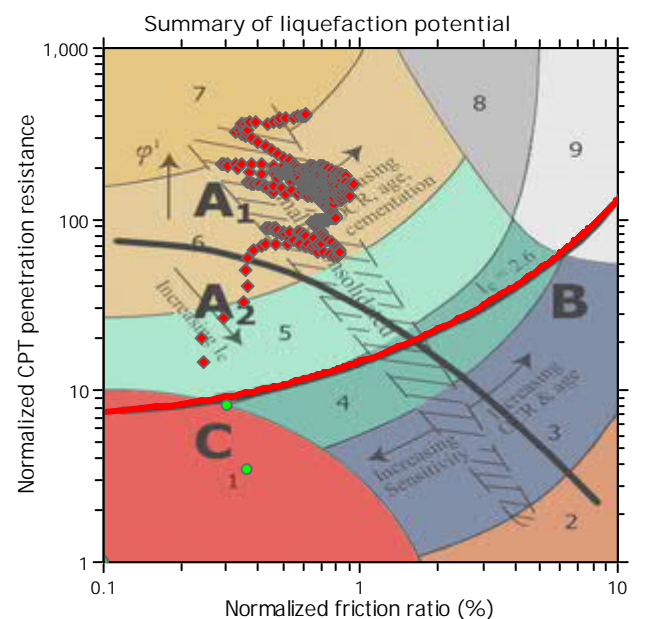 Summary of liquefaction potential
1,000
7
8
9
φ'
Increasing
OCR, age,
cementation
A1
100
6
Ic = 2.6
A2
B
Increasing Ic
5
10
4
Increasing
OCR & age
C
3
Increasing
Sensitivity
1
2
1
0.1
1
10
Normalized CPT penetration resistance
Normalized friction ratio (%)